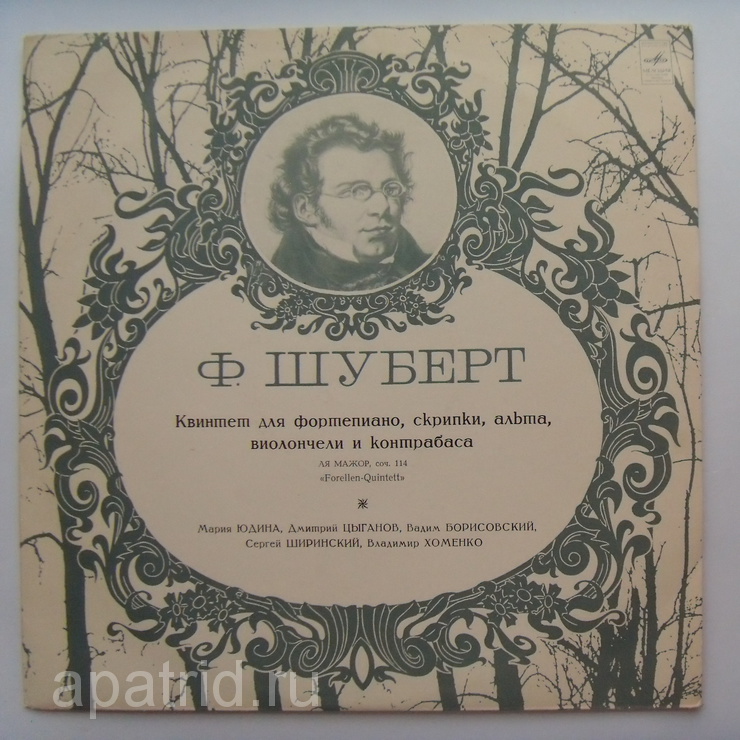 Ф. ШУБЕРТ
Квинтет для фортепиано, скрипки, альта,
виолончели и контрабаса
ЛЯ МАЖОР, соч. 114
«Forellen-Quintett»
Мария ЮДИНА, Дмитрий ЦЫГАНОВ, Вадим БОРИСОВСКИЙ,
Сергей ШИРИНСКИЙ, Владимир ХОМЕНКО
apatrid.ru